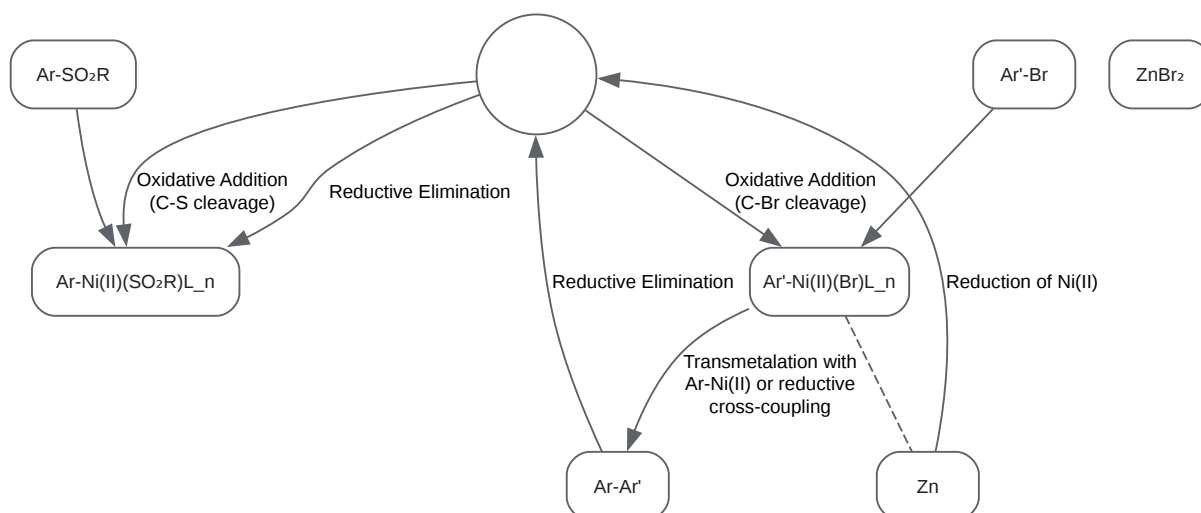 Ar-SO₂R
Ar'-Br
ZnBr₂
Oxidative Addition
(C-S cleavage)
Reductive Elimination
Oxidative Addition
(C-Br cleavage)
Ar-Ni(II)(SO₂R)L_n
Reductive Elimination
Ar'-Ni(II)(Br)L_n
Reduction of Ni(II)
Transmetalation with
Ar-Ni(II) or reductive
cross-coupling
Ar-Ar'
Zn